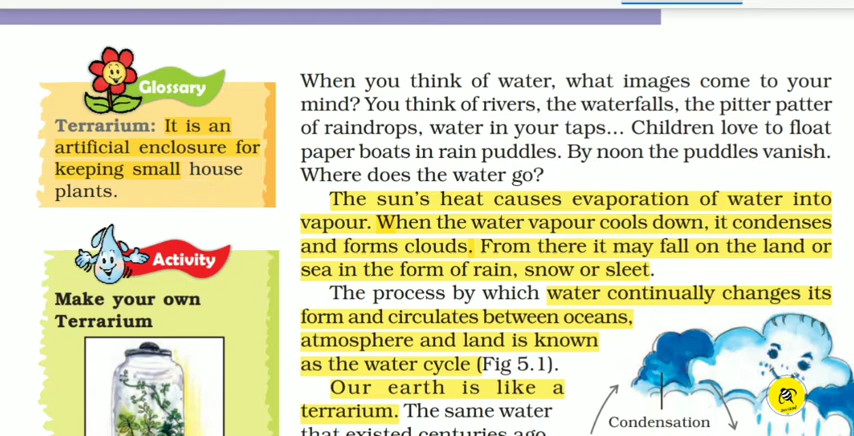 Glossary
Terrarium: It is an
artificial enclosure for
keeping small house
plants.
Activity
Make your own
Terrarium
When you think of water, what images come to your
mind? You think of rivers, the waterfalls, the pitter patter
of raindrops, water in your taps... Children love to float
paper boats in rain puddles. By noon the puddles vanish.
Where does the water go?
The sun's heat causes evaporation of water into
vapour. When the water vapour cools down, it condenses
and forms clouds. From there it may fall on the land or
sea in the form of rain, snow or sleet.
The process by which water continually changes its
form and circulates between oceans,
atmosphere and land is known
as the water cycle (Fig 5.1).
Our earth is like a
terrarium. The same water
that existed centuries ago
Condensation